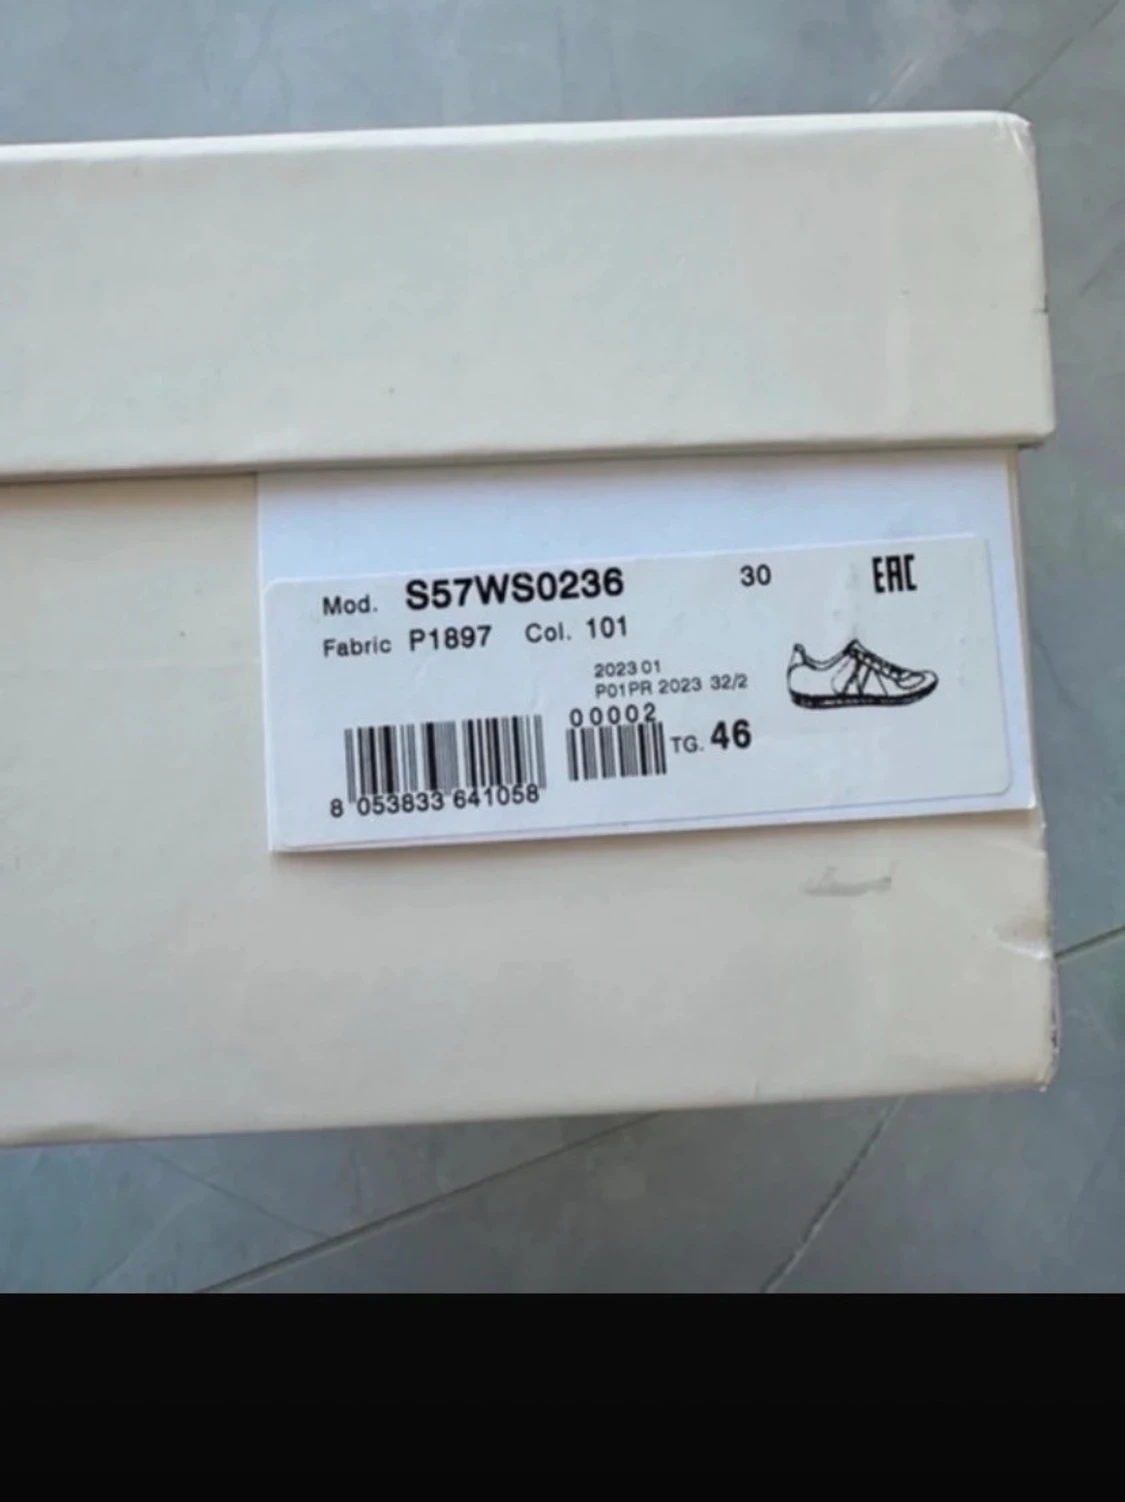 Mod. S57WS0236 30 EAC
Fabric P1897 Col. 101
2023 01
P01PR 2023 32/2
00002
TG. 46
8 053833 641058